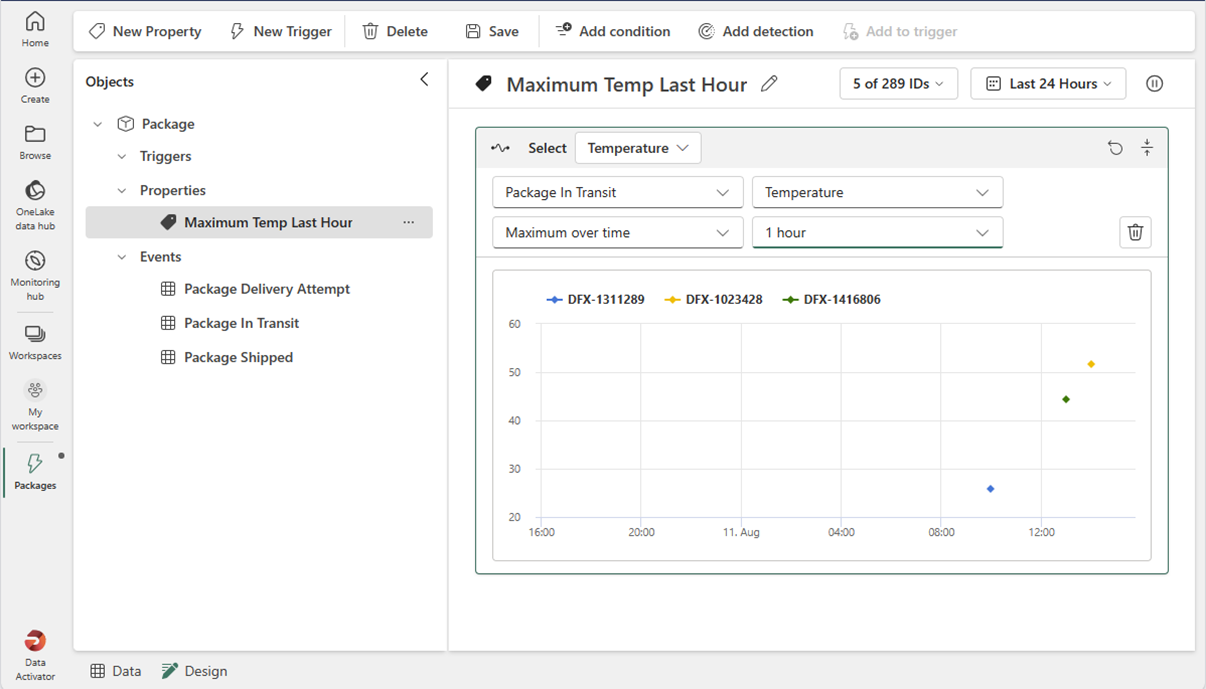 Home
Create
Browse
OneLake
data hub
Monitoring
hub
Workspaces
My
workspace
Packages
Data
Activator
New Property
New Trigger
Delete
Save
Add condition
Add detection
Add to trigger
Objects
Package
Triggers
Properties
Maximum Temp Last Hour
Events
Package Delivery Attempt
Package In Transit
Package Shipped
Maximum Temp Last Hour
5 of 289 IDs
Last 24 Hours
Select
Temperature
Package In Transit
Temperature
Maximum over time
1 hour
DFX-1311289
DFX-1023428
DFX-1416806
60
50
40
30
20
16:00
20:00
11. Aug
04:00
08:00
12:00
Data
Design